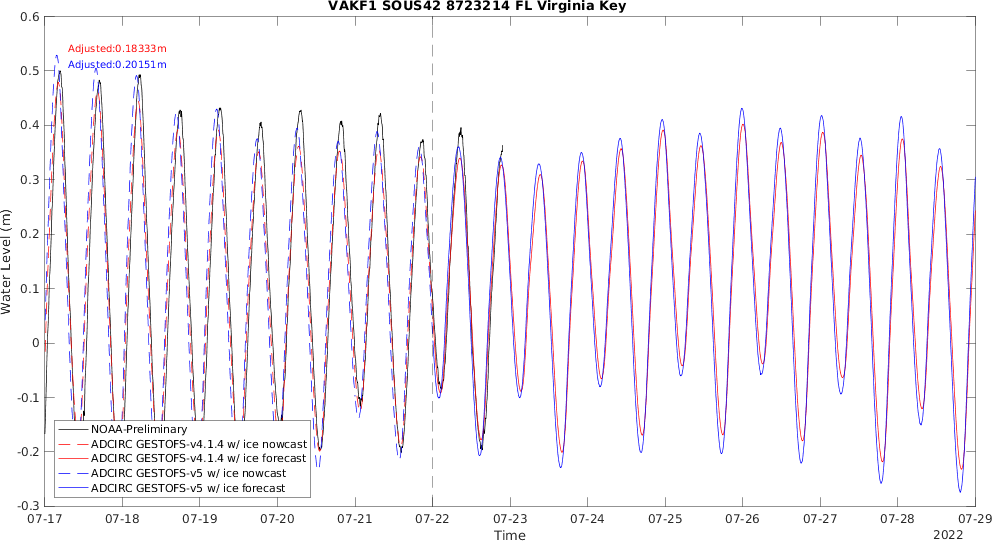 VAKF1 SOUS42 8723214 FL Virginia Key
Adjusted:0.18333m
Adjusted:0.20151m
Water Level (m)
0.6
0.5
0.4
0.3
0.2
0.1
0
-0.1
-0.2
-0.3
NOAA-Preliminary
ADCIRC GESTOFS-v4.1.4 w/ ice nowcast
ADCIRC GESTOFS-v4.1.4 w/ ice forecast
ADCIRC GESTOFS-v5 w/ ice nowcast
ADCIRC GESTOFS-v5 w/ ice forecast
07-17 07-18 07-19 07-20 07-21 07-22 07-23 07-24 07-25 07-26 07-27 07-28 07-29
Time
2022